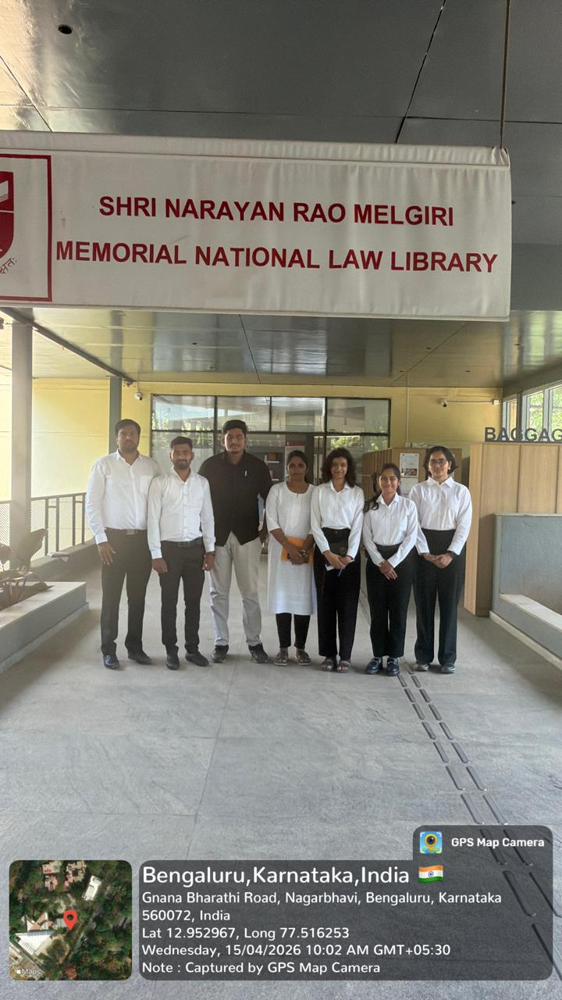 SHRI NARAYAN RAO MELGIRI
MEMORIAL NATIONAL LAW LIBRARY
BAGGAG
GPS Map Camera
Bengaluru,Karnataka,India 🇮🇳
Gnana Bharathi Road, Nagarbhavi, Bengaluru, Karnataka
560072, India
Lat 12.952967, Long 77.516253
Wednesday, 15/04/2026 10:02 AM GMT+05:30
Note : Captured by GPS Map Camera
Maps